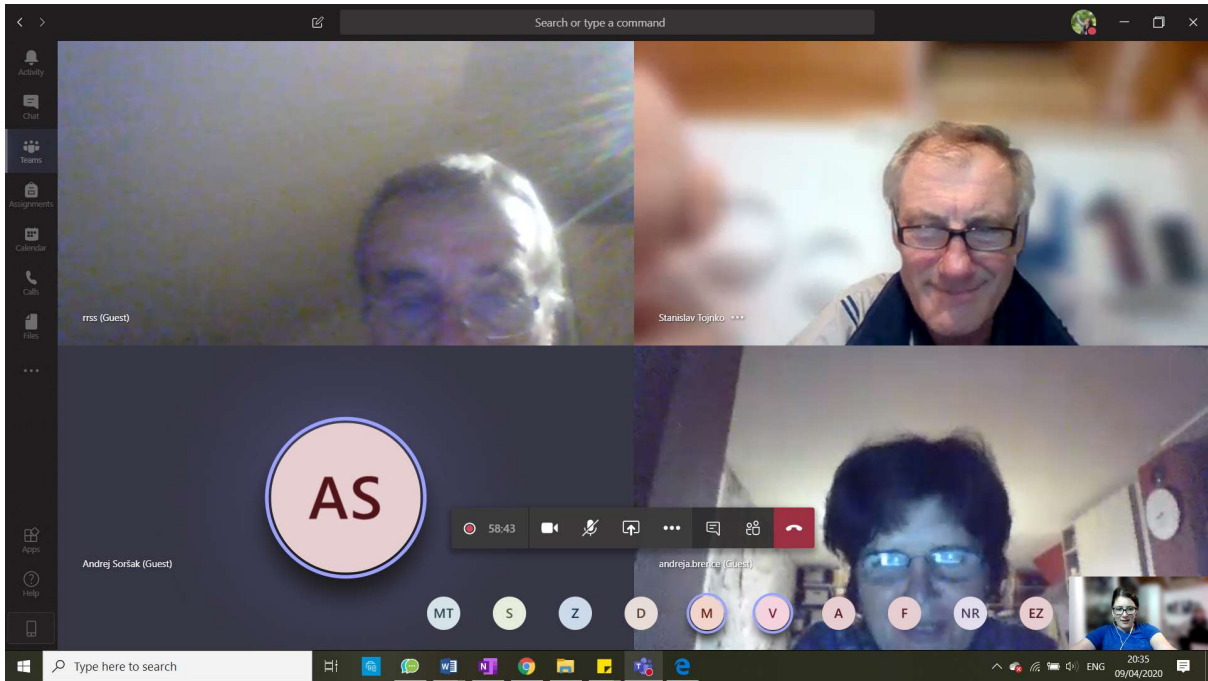 Search or type a command
Activity
Chat
Teams
Assignments
Calendar
Calls
Files
Apps
Help
rrss (Guest)
Stanislav Tojnko
AS
Andrej Soršak (Guest)
58:43
andreja.brence (Guest)
MT
S
Z
D
M
V
A
F
NR
EZ
Type here to search
ENG
20:35
09/04/2020